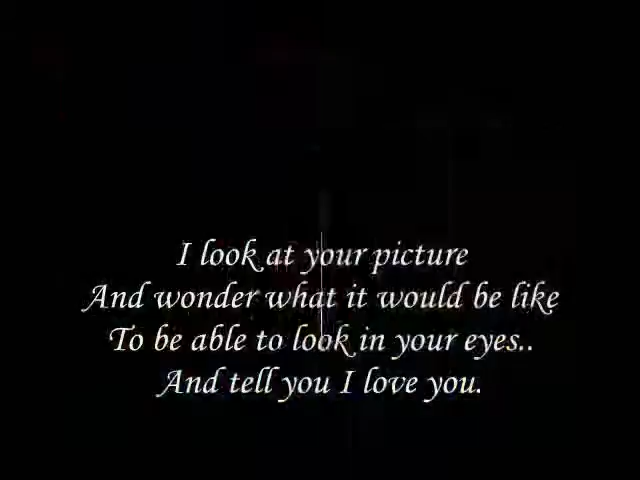 I look at your picture
And wonder what it would be like
To be able to look in your eyes..
And tell you I love you.